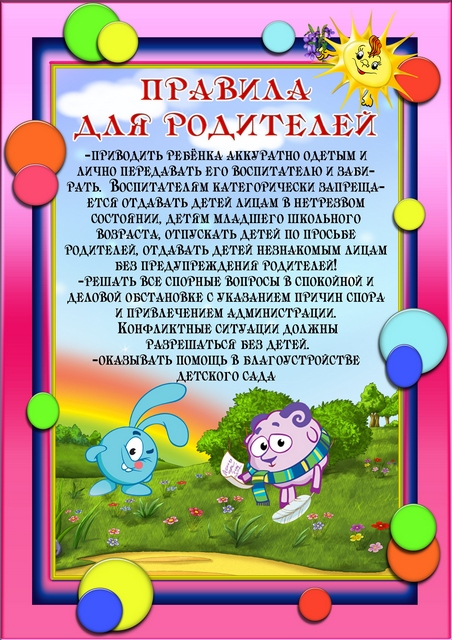 ПРАВИЛА
ДЛЯ РОДИТЕЛЕЙ
-ПРИВОДИТЬ РЕБЁНКА АККУРАТНО ОДЕТЫМ И
ЛИЧНО ПЕРЕДАВАТЬ ЕГО ВОСПИТАТЕЛЮ И ЗАБИ-
РАТЬ. ВОСПИТАТЕЛЯМ КАТЕГОРИЧЕСКИ ЗАПРЕЩА-
ЕТСЯ ОТДАВАТЬ ДЕТЕЙ ЛИЦАМ В НЕТРЕЗВОМ
СОСТОЯНИИ, ДЕТЯМ МЛАДШЕГО ШКОЛЬНОГО
ВОЗРАСТА, ОТПУСКАТЬ ДЕТЕЙ ПО ПРОСЬБЕ
РОДИТЕЛЕЙ, ОТДАВАТЬ ДЕТЕЙ НЕЗНАКОМЫМ ЛИЦАМ
БЕЗ ПРЕДУПРЕЖДЕНИЯ РОДИТЕЛЕЙ!
-РЕШАТЬ ВСЕ СПОРНЫЕ ВОПРОСЫ В СПОКОЙНОЙ И
ДЕЛОВОЙ ОБСТАНОВКЕ С УКАЗАНИЕМ ПРИЧИН СПОРА
И ПРИВЛЕЧЕНИЕМ АДМИНИСТРАЦИИ.
КОНФЛИКТНЫЕ СИТУАЦИИ ДОЛЖНЫ
РАЗРЕШАТЬСЯ БЕЗ ДЕТЕЙ.
-ОКАЗЫВАТЬ ПОМОЩЬ В БЛАГОУСТРОЙСТВЕ
ДЕТСКОГО САДА